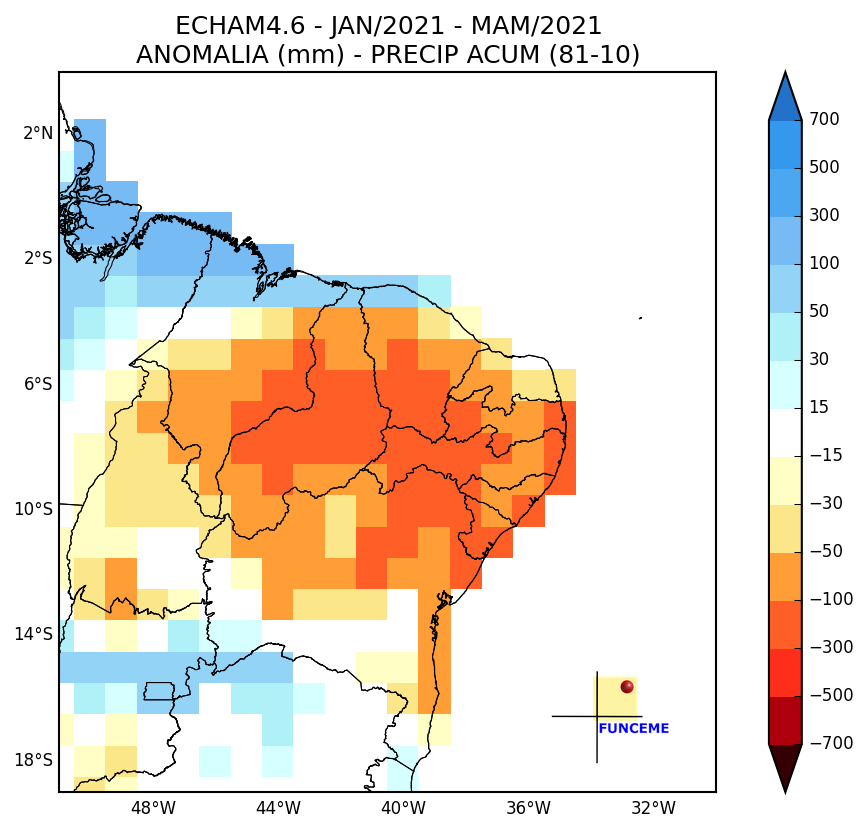 ECHAM4.6 - JAN/2021 - MAM/2021
ANOMALIA (mm) - PRECIP ACUM (81-10)
2°N
2°S
6°S
10°S
14°S
18°S
48°W
44°W
40°W
36°W
32°W
700
500
300
100
50
30
15
−15
−30
−50
−100
−300
−500
−700
FUNCEME